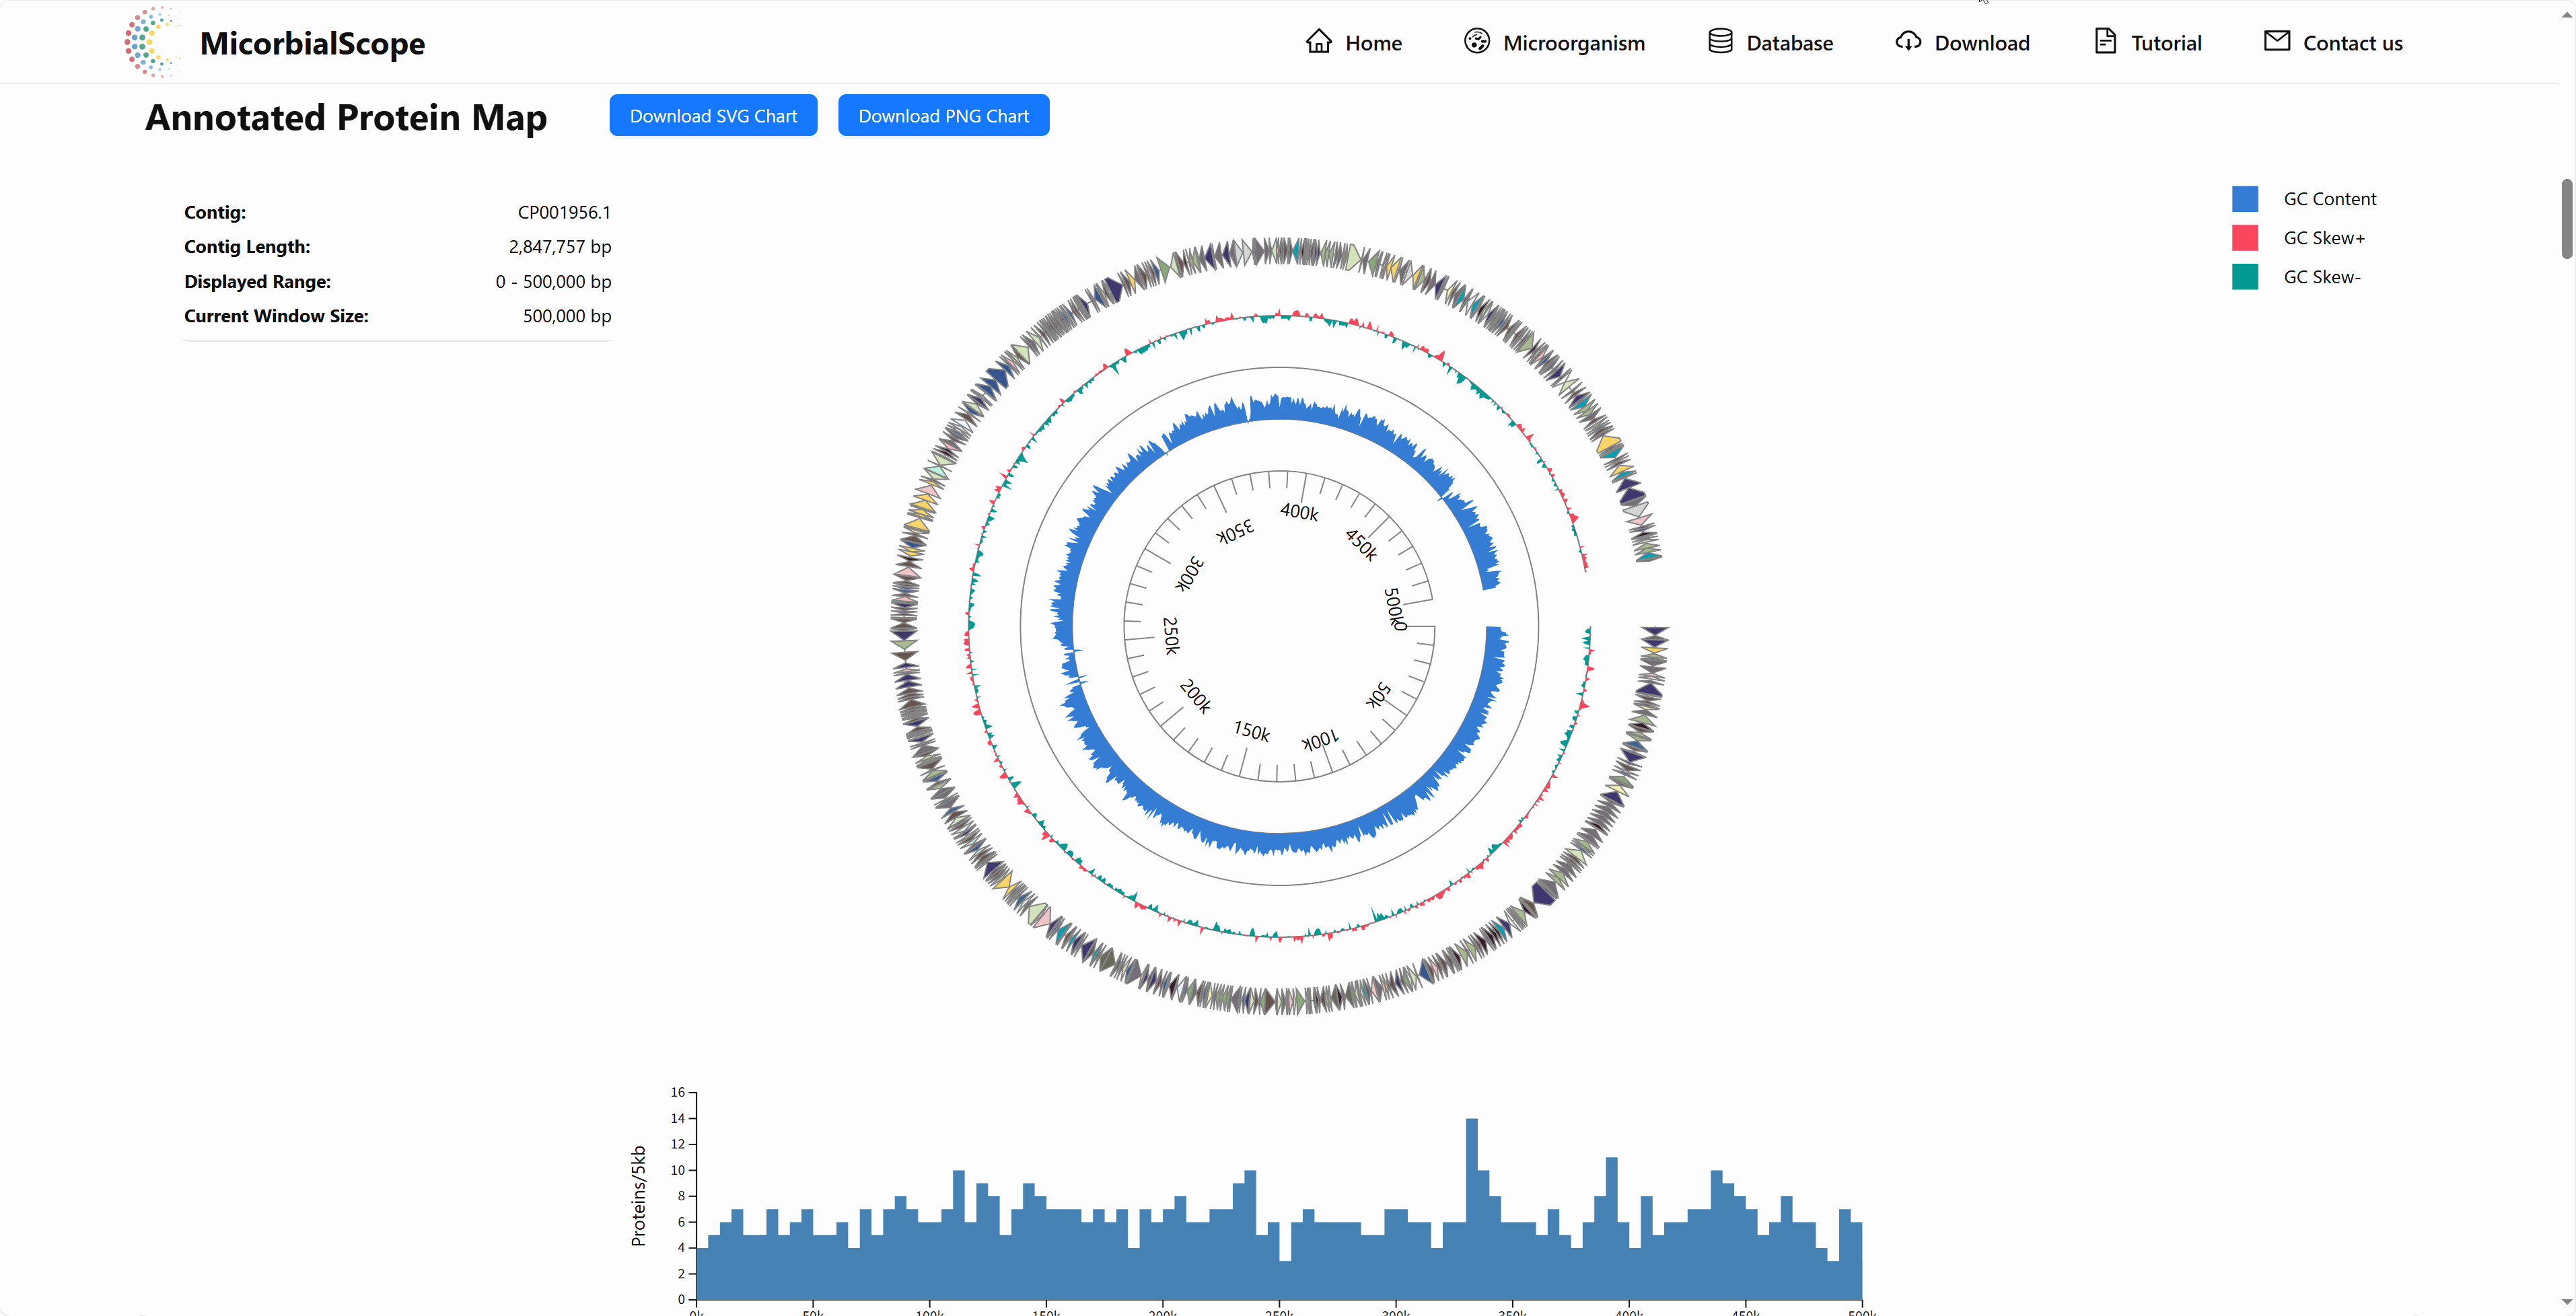 MicorbialScope
Home
Microorganism
Database
Download
Tutorial
Contact us
Annotated Protein Map
Download SVG Chart
Download PNG Chart
Contig: CP001956.1
Contig Length: 2,847,757 bp
Displayed Range: 0 - 500,000 bp
Current Window Size: 500,000 bp
GC Content
GC Skew+
GC Skew-
0
50k
100k
150k
200k
250k
300k
350k
400k
450k
500k
Proteins/5kb
16
14
12
10
8
6
4
2
0
0k 50k 100k 150k 200k 250k 300k 350k 400k 450k 500k